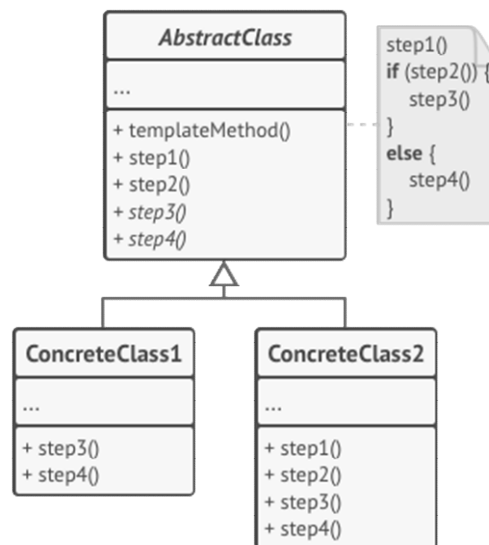 AbstractClass
...
+ templateMethod()
+ step1()
+ step2()
+ step3()
+ step4()
step1()
if (step2()) {
step3()
}
else {
step4()
}
ConcreteClass1
...
+ step3()
+ step4()
ConcreteClass2
...
+ step1()
+ step2()
+ step3()
+ step4()